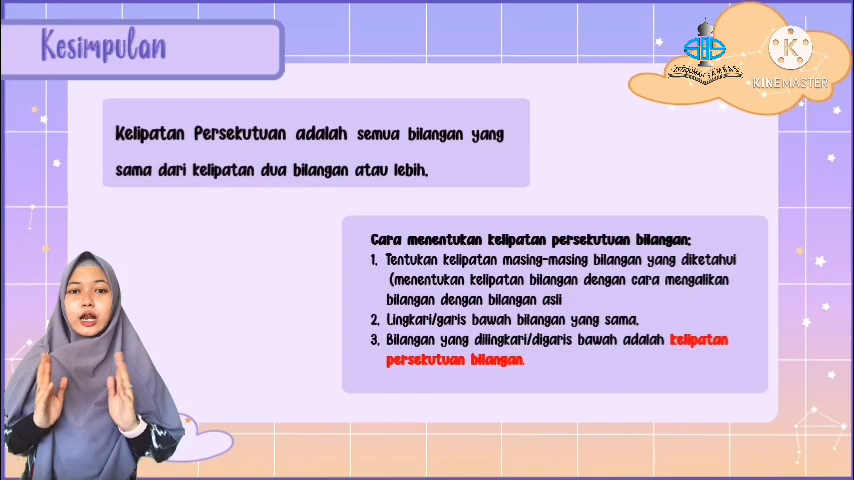 Kesimpulan
SBS
KINEMASTER
Kelipatan Persekutuan adalah semua bilangan yang
sama dari kelipatan dua bilangan atau lebih.
Cara menentukan kelipatan persekutuan bilangan:
1. Tentukan kelipatan masing-masing bilangan yang diketahui
(menentukan kelipatan bilangan dengan cara mengalikan
bilangan dengan bilangan asli
2. Lingkari/garis bawah bilangan yang sama.
3. Bilangan yang dilingkari/digaris bawah adalah kelipatan
persekutuan bilangan.